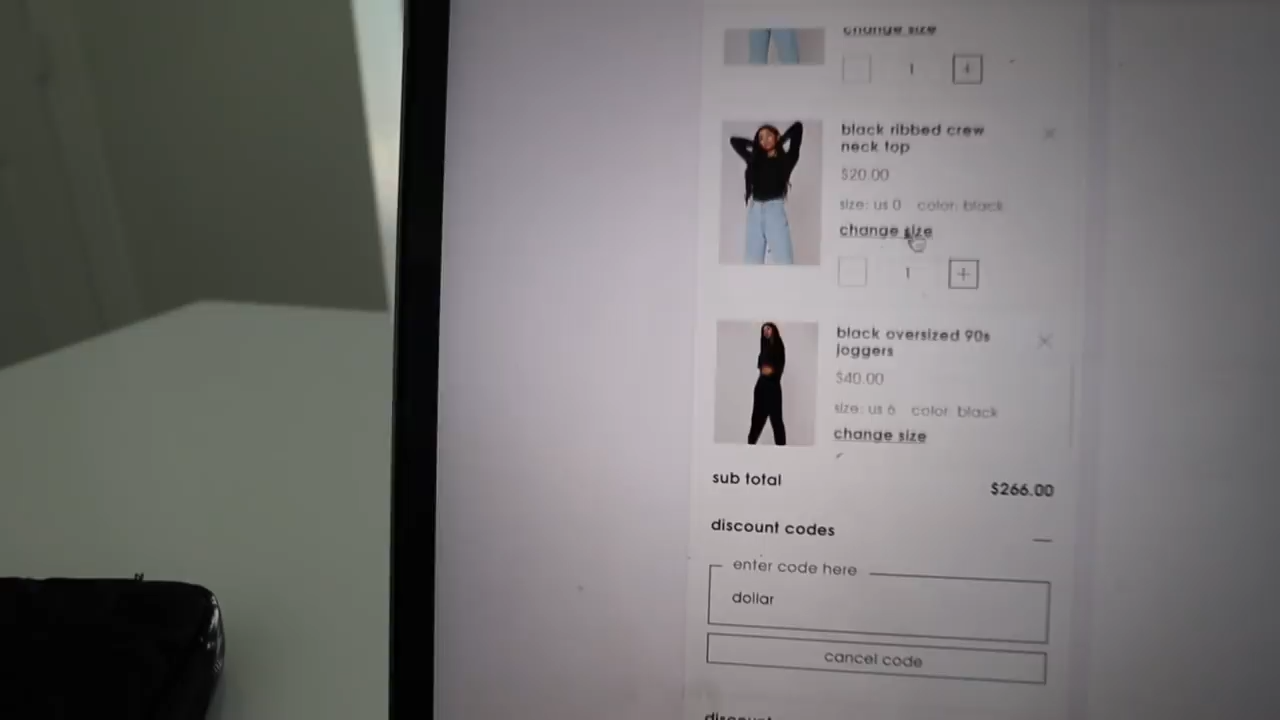 change size
1 +
black ribbed crew
neck top
$20.00
size: us 0 color: black
change size
1 +
black oversized 90s
joggers
$40.00
size: us 6 color: black
change size
sub total
$266.00
discount codes
enter code here
dollar
cancel code
discount